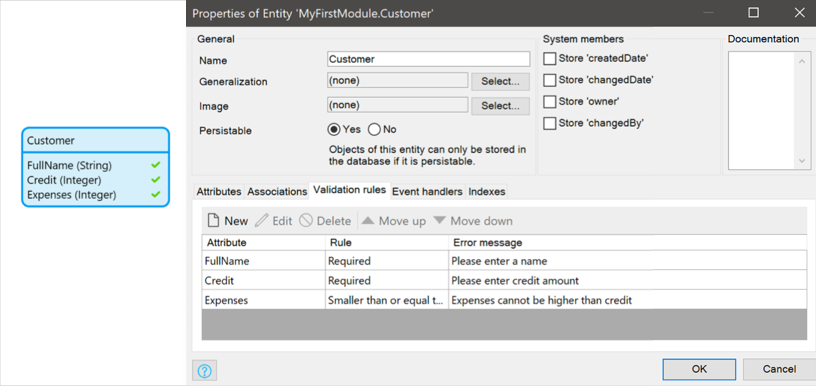 Customer
FullName (String)
Credit (Integer)
Expenses (Integer)
Properties of Entity 'MyFirstModule.Customer'
General
Name
Customer
Generalization
(none)
Select...
Image
(none)
Select...
Persistable
Yes
No
Objects of this entity can only be stored in
the database if it is persistable.
System members
Store 'createdDate'
Store 'changedDate'
Store 'owner'
Store 'changedBy'
Documentation
Attributes Associations Validation rules Event handlers Indexes
New Edit Delete Move up Move down
Attribute Rule Error message
FullName Required Please enter a name
Credit Required Please enter credit amount
Expenses Smaller than or equal t... Expenses cannot be higher than credit
?
OK
Cancel